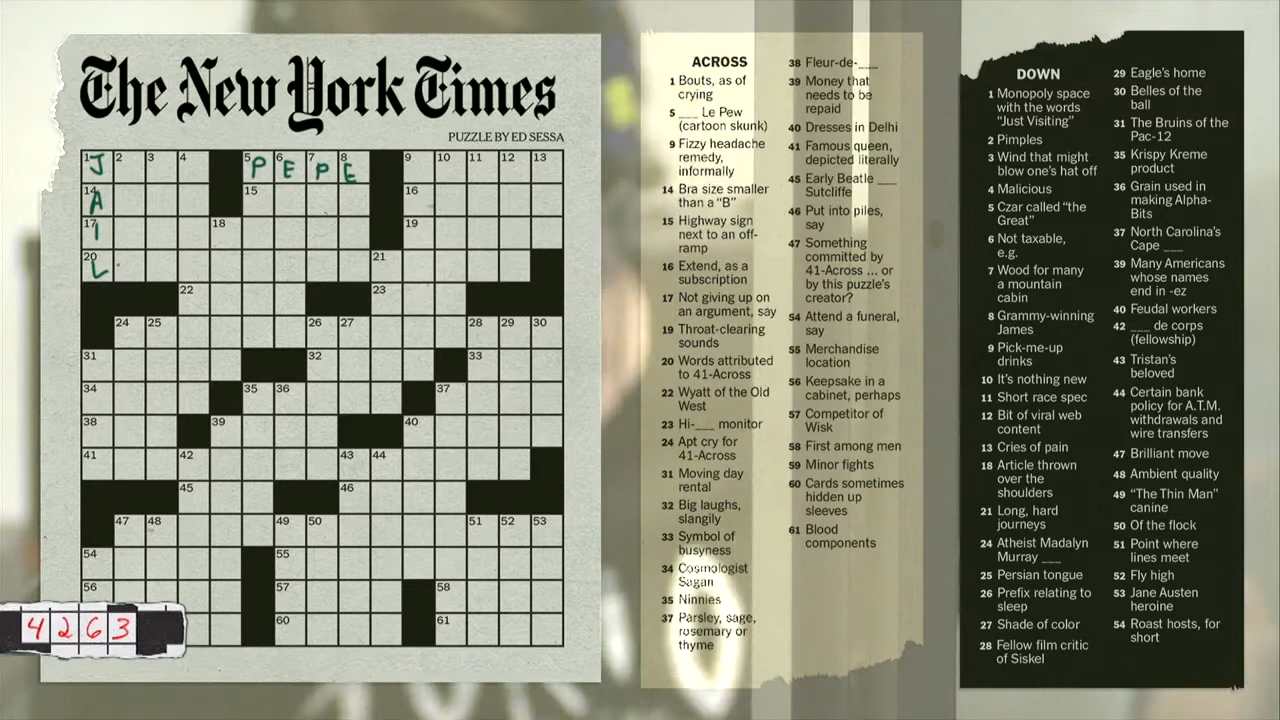 The New York Times
PUZZLE BY ED SESSA
1 J 2 3 4 5 P 6 E 7 P 8 E 9 10 11 12 13
14 A 15 16
17 I 18 19
20 L 21
22 23
24 25 26 27 28 29 30
31 32 33
34 35 36 37
38 39 40
41 42 43 44
45 46
47 48 49 50 51 52 53
54 55
56 57 58
4263
60 61
ACROSS
1 Bouts, as of
crying
5 ___ Le Pew
(cartoon skunk)
9 Fizzy headache
remedy,
informally
14 Bra size smaller
than a “B”
15 Highway sign
next to an off-
ramp
16 Extend, as a
subscription
17 Not giving up on
an argument, say
19 Throat-clearing
sounds
20 Words attributed
to 41-Across
22 Wyatt of the Old
West
23 Hi-___ monitor
24 Apt cry for
41-Across
31 Moving day
rental
32 Big laughs,
slangily
33 Symbol of
busyness
34 Cosmologist
Sagan
35 Ninnies
37 Parsley, sage,
rosemary or
thyme
38 Fleur-de-___
39 Money that
needs to be
repaid
40 Dresses in Delhi
41 Famous queen,
depicted literally
45 Early Beatle ___
Sutcliffe
46 Put into piles,
say
47 Something
committed by
41-Across ... or
by this puzzle’s
creator?
54 Attend a funeral,
say
55 Merchandise
location
56 Keepsake in a
cabinet, perhaps
57 Competitor of
Wisk
58 First among men
59 Minor fights
60 Cards sometimes
hidden up
sleeves
61 Blood
components
DOWN
1 Monopoly space
with the words
“Just Visiting”
2 Pimples
3 Wind that might
blow one’s hat off
4 Malicious
5 Czar called “the
Great”
6 Not taxable,
e.g.
7 Wood for many
a mountain
cabin
8 Grammy-winning
James
9 Pick-me-up
drinks
10 It’s nothing new
11 Short race spec
12 Bit of viral web
content
13 Cries of pain
18 Article thrown
over the
shoulders
21 Long, hard
journeys
24 Atheist Madalyn
Murray ___
25 Persian tongue
26 Prefix relating to
sleep
27 Shade of color
28 Fellow film critic
of Siskel
29 Eagle’s home
30 Belles of the
ball
31 The Bruins of the
Pac-12
35 Krispy Kreme
product
36 Grain used in
making Alpha-
Bits
37 North Carolina’s
Cape ___
39 Many Americans
whose names
end in -ez
40 Feudal workers
42 ___ de corps
(fellowship)
43 Tristan’s
beloved
44 Certain bank
policy for A.T.M.
withdrawals and
wire transfers
47 Brilliant move
48 Ambient quality
49 “The Thin Man”
canine
50 Of the flock
51 Point where
lines meet
52 Fly high
53 Jane Austen
heroine
54 Roast hosts, for
short